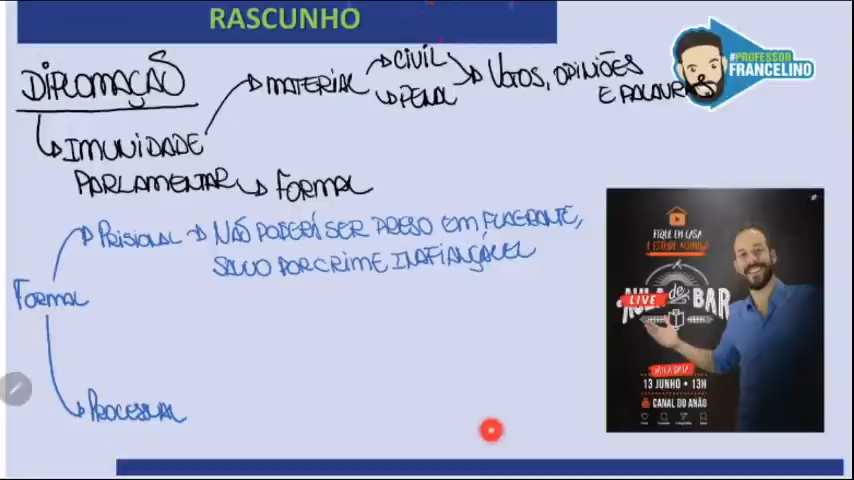 RASCUNHO
#PROFESSOR
FRANCELINO
DIPLOMAÇÃO
MATERIAL
CIVIL
PENAL
VOTOS, OPINIÕES
E PALAVRAS
IMUNIDADE
PARLAMENTAR
FORMAL
FORMAL
PRISIONAL
NÃO PODERÁ SER PRESO EM FLAGRANTE,
SALVO POR CRIME INAFIANÇÁVEL
PROCESSUAL
FIQUE EM CASA
E ESTUDE
AULA de BAR
LIVE
NOVA DATA
13 JUNHO • 13H
CANAL DO ANÃO